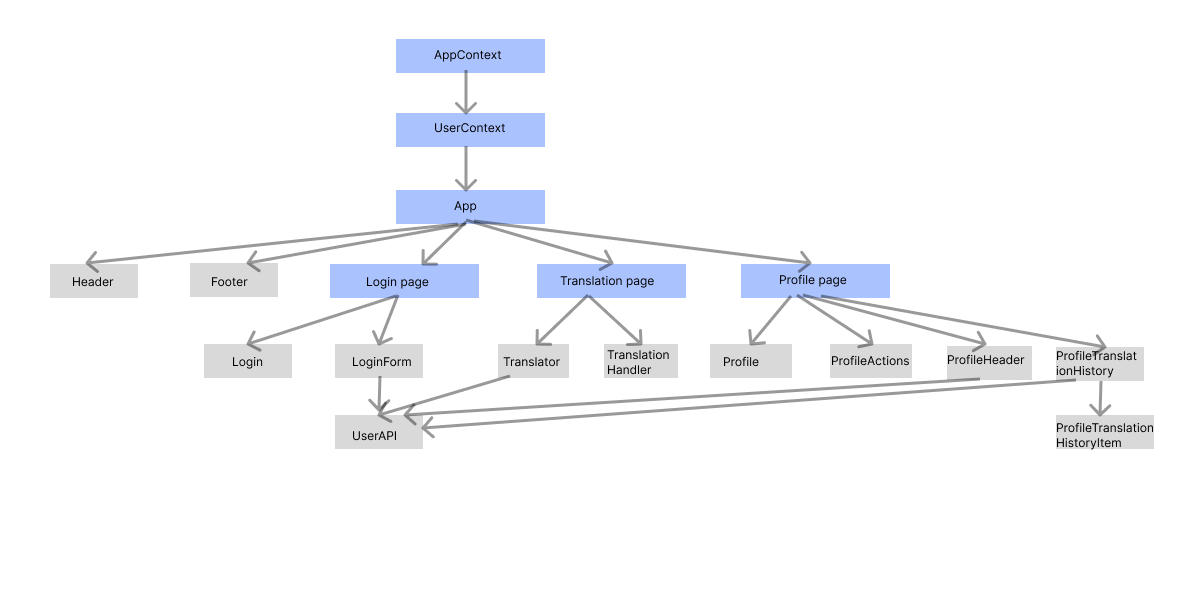 AppContext
UserContext
App
Header
Footer
Login page
Translation page
Profile page
Login
LoginForm
Translator
Translation
Handler
Profile
ProfileActions
ProfileHeader
ProfileTranslat
ionHistory
UserAPI
ProfileTranslation
HistoryItem